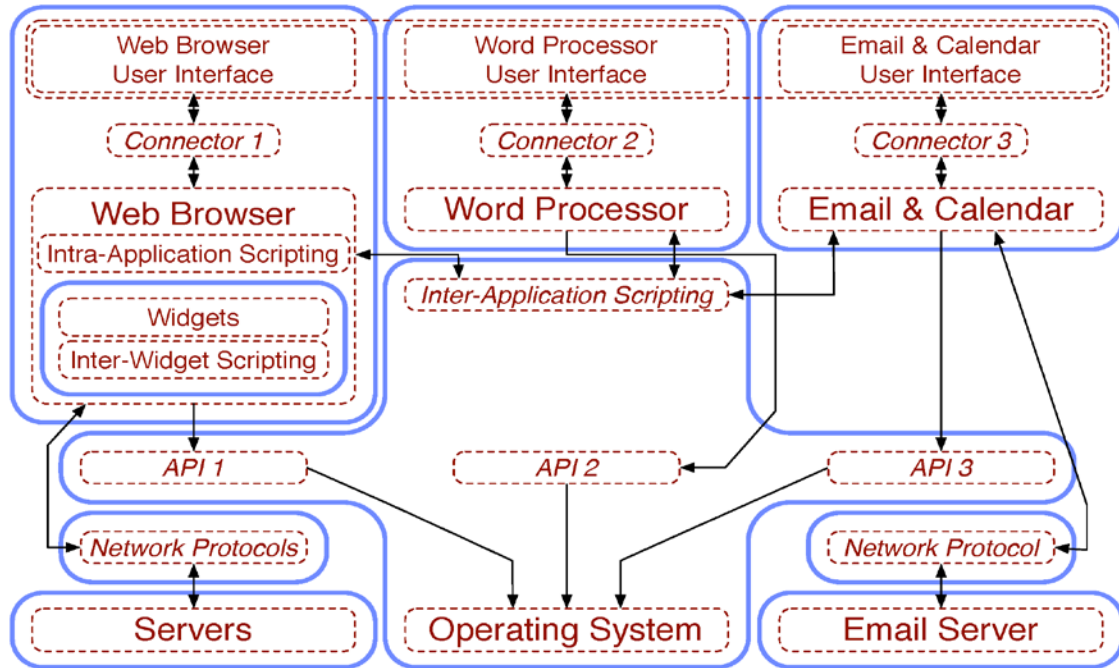 Web Browser
User Interface
Word Processor
User Interface
Email & Calendar
User Interface
Connector 1
Connector 2
Connector 3
Web Browser
Word Processor
Email & Calendar
Intra-Application Scripting
Inter-Application Scripting
Widgets
Inter-Widget Scripting
API 1
API 2
API 3
Network Protocols
Network Protocol
Servers
Operating System
Email Server